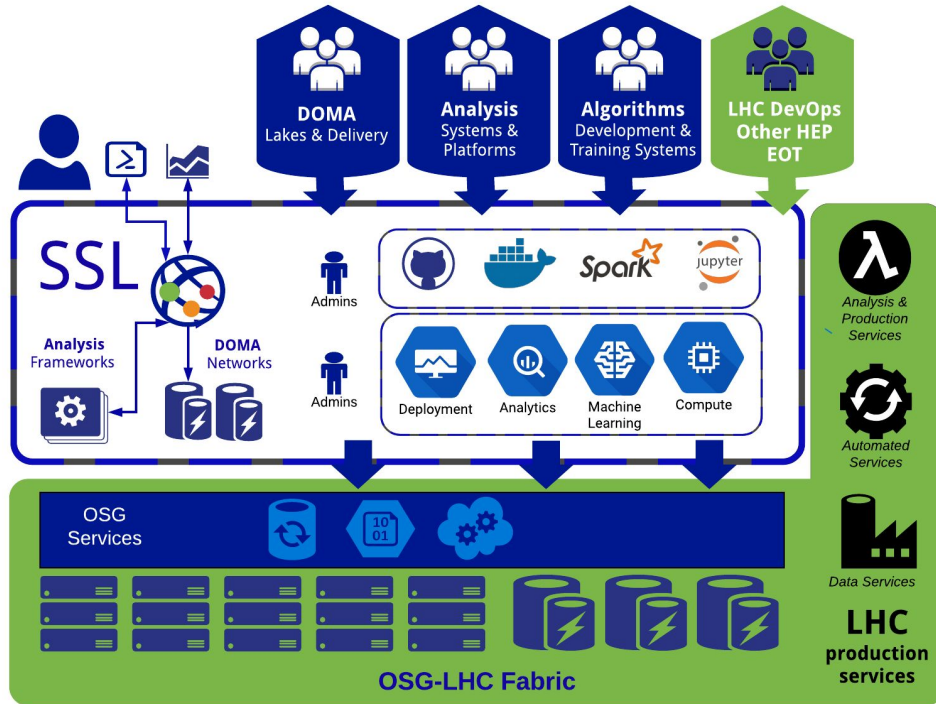 DOMA
Lakes & Delivery
Analysis
Systems &
Platforms
Algorithms
Development &
Training Systems
LHC DevOps
Other HEP
EOT
SSL
Analysis
Frameworks
DOMA
Networks
Admins
Admins
Spark
jupyter
Deployment
Analytics
Machine
Learning
Compute
Analysis &
Production
Services
Automated
Services
Data Services
LHC
production
services
OSG
Services
10
01
OSG-LHC Fabric